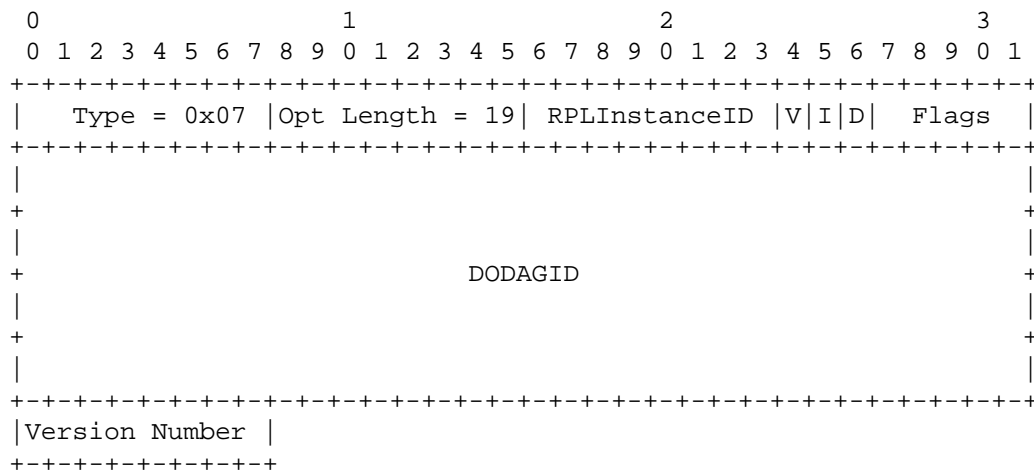 0                   1                   2                   3
0 1 2 3 4 5 6 7 8 9 0 1 2 3 4 5 6 7 8 9 0 1 2 3 4 5 6 7 8 9 0 1
+-+-+-+-+-+-+-+-+-+-+-+-+-+-+-+-+-+-+-+-+-+-+-+-+-+-+-+-+-+-+-+-+
|   Type = 0x07 |Opt Length = 19| RPLInstanceID |V|I|D|  Flags  |
+-+-+-+-+-+-+-+-+-+-+-+-+-+-+-+-+-+-+-+-+-+-+-+-+-+-+-+-+-+-+-+-+
|                                                               |
+                                                               +
|                                                               |
+                            DODAGID                            +
|                                                               |
+                                                               +
|                                                               |
+-+-+-+-+-+-+-+-+-+-+-+-+-+-+-+-+-+-+-+-+-+-+-+-+-+-+-+-+-+-+-+-+
|Version Number |
+-+-+-+-+-+-+-+-+